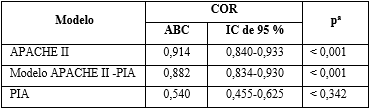 Modelo COR pª
ABC IC de 95 %
APACHE II 0,914 0,840-0,933 < 0,001
Modelo APACHE II -PIA 0,882 0,834-0,930 < 0,001
PIA 0,540 0,455-0,625 < 0,342